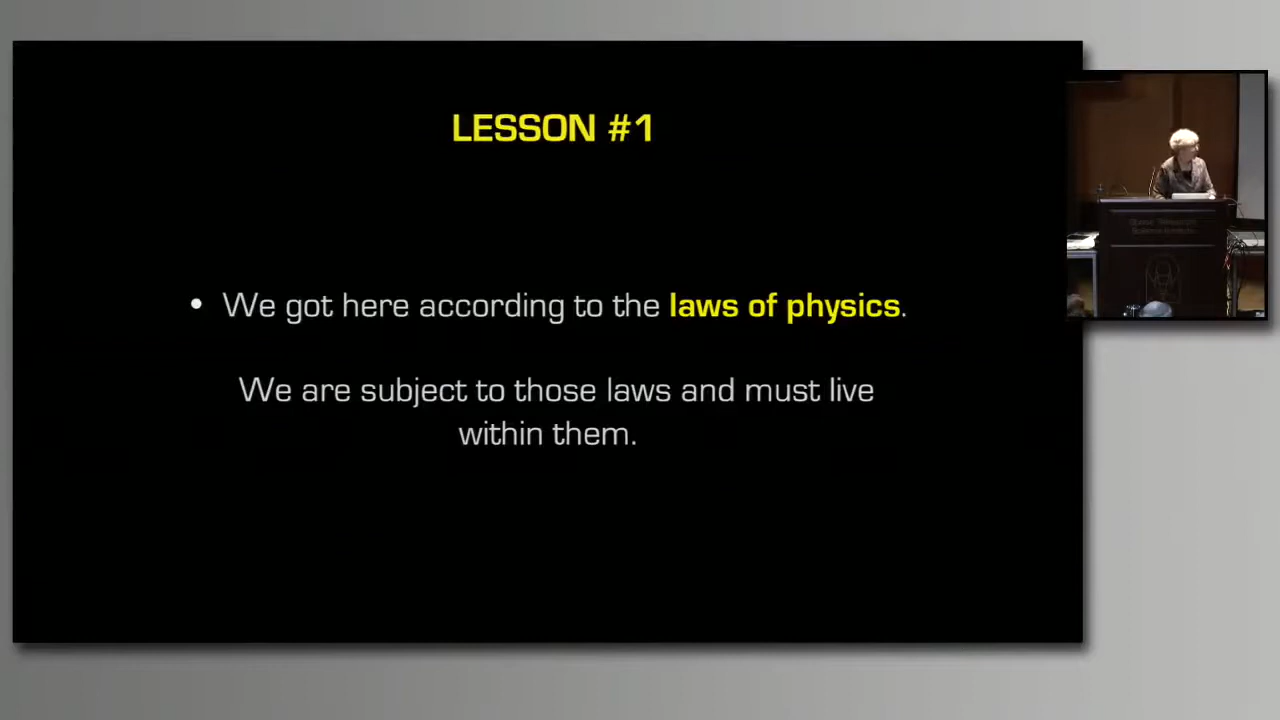 LESSON #1
• We got here according to the laws of physics.
We are subject to those laws and must live
within them.